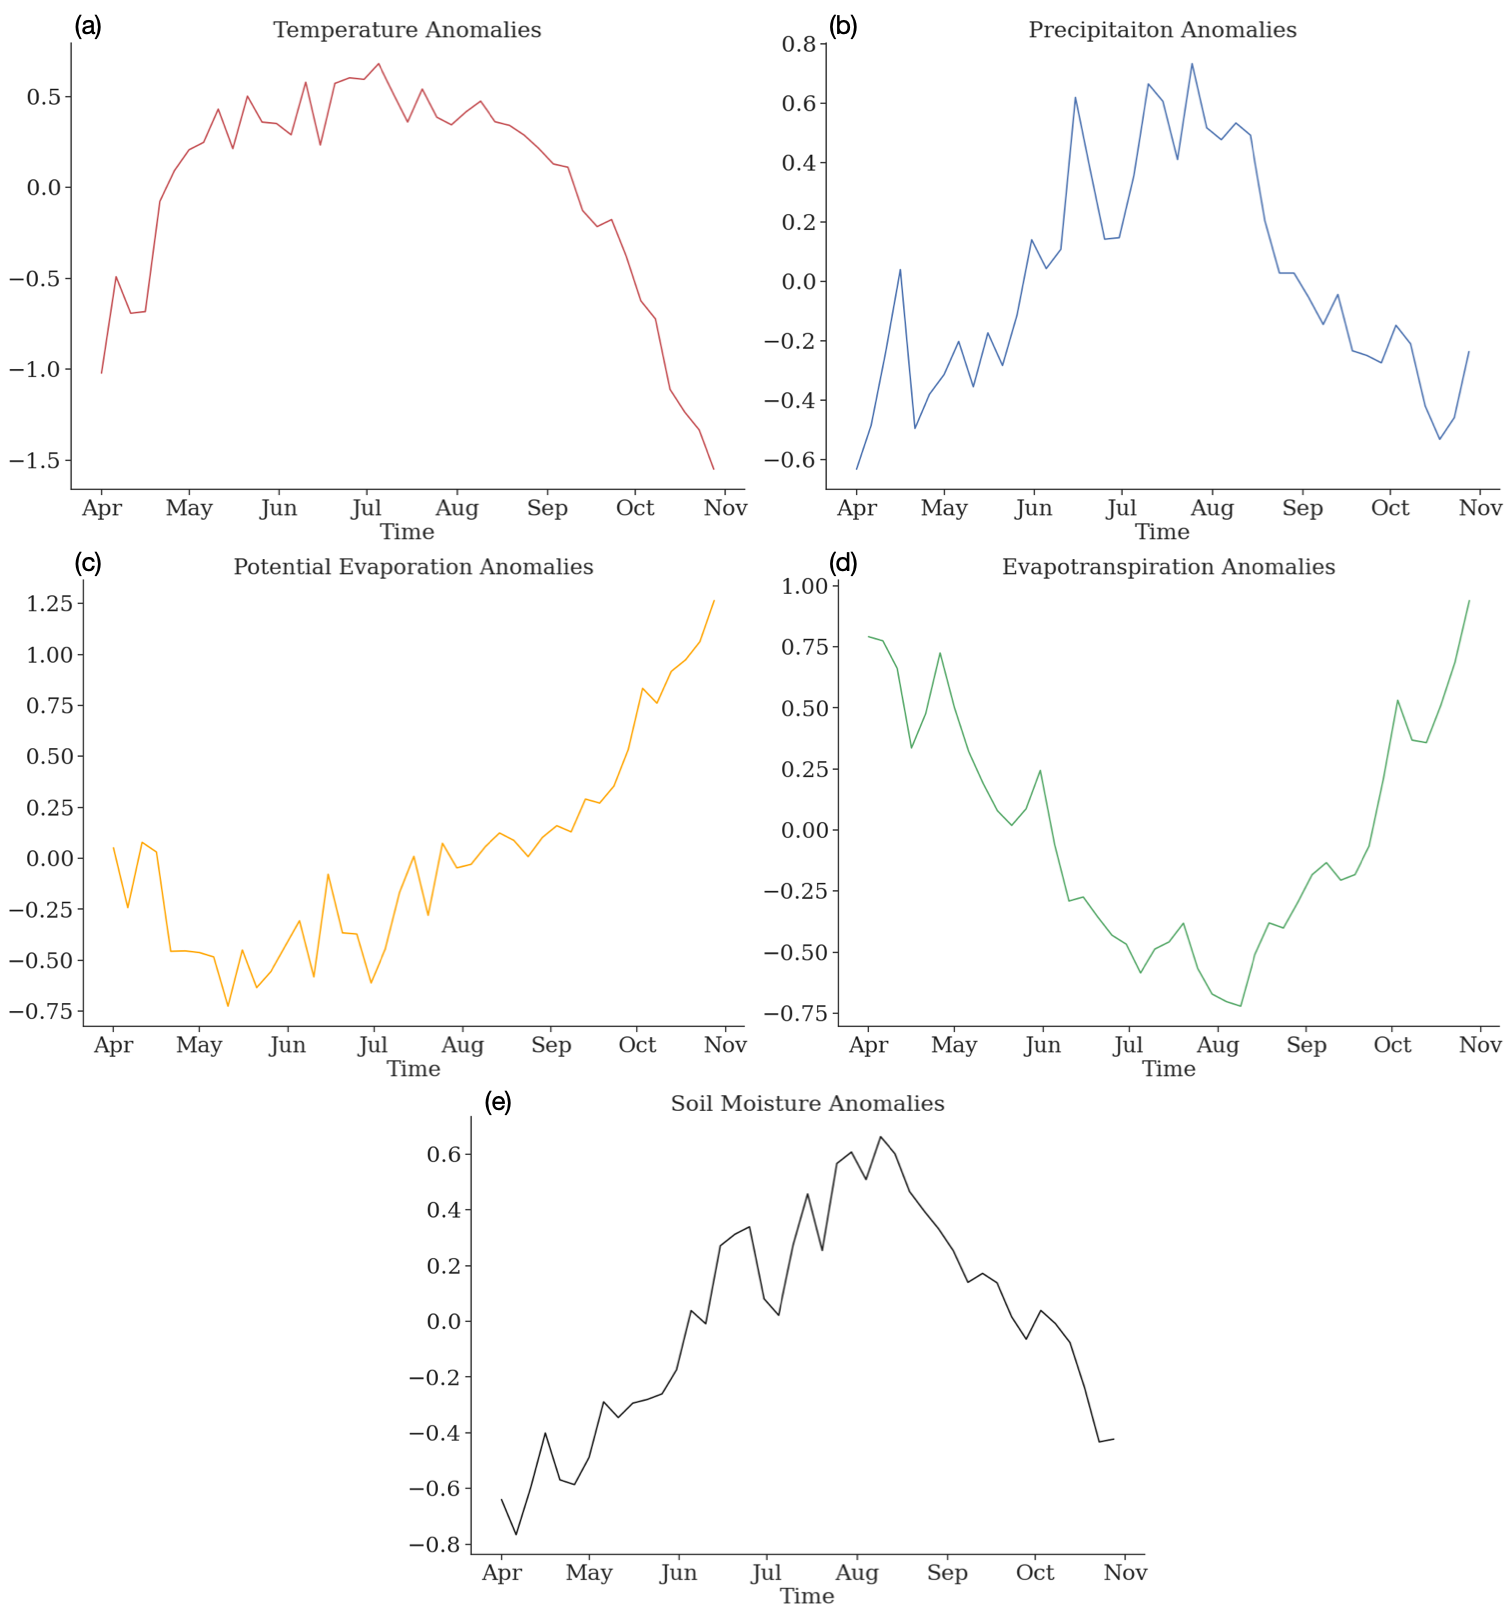 (a) Temperature Anomalies
0.5
0.0
−0.5
−1.0
−1.5
Apr May Jun Jul Aug Sep Oct Nov
Time
(b) Precipitaiton Anomalies
0.8
0.6
0.4
0.2
0.0
−0.2
−0.4
−0.6
Apr May Jun Jul Aug Sep Oct Nov
Time
(c) Potential Evaporation Anomalies
1.25
1.00
0.75
0.50
0.25
0.00
−0.25
−0.50
−0.75
Apr May Jun Jul Aug Sep Oct Nov
Time
(d) Evapotranspiration Anomalies
1.00
0.75
0.50
0.25
0.00
−0.25
−0.50
−0.75
Apr May Jun Jul Aug Sep Oct Nov
Time
(e) Soil Moisture Anomalies
0.6
0.4
0.2
0.0
−0.2
−0.4
−0.6
−0.8
Apr May Jun Jul Aug Sep Oct Nov
Time